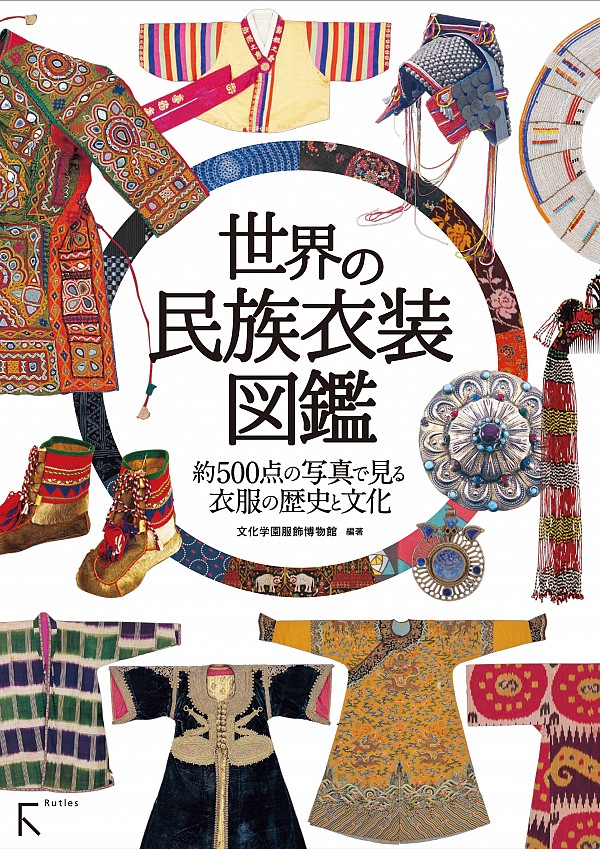 世界の
民族衣装
図鑑
約500点の写真で見る
衣服の歴史と文化
文化学園服飾博物館 編著
Rutles